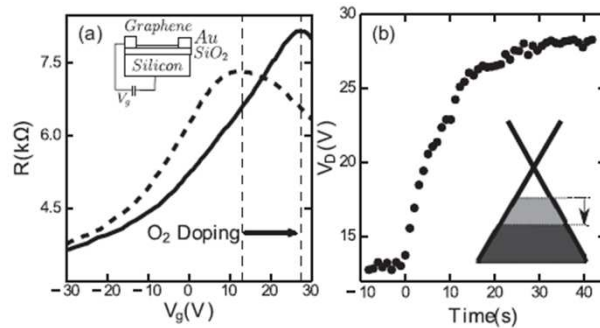 (a)
Graphene
Au
SiO2
Silicon
Vg
R(kΩ)
7.5
6.0
4.5
O2 Doping
−30 −20 −10 0 10 20 30
Vg(V)
(b)
VD(V)
30
25
20
15
−10 0 10 20 30 40
Time(s)